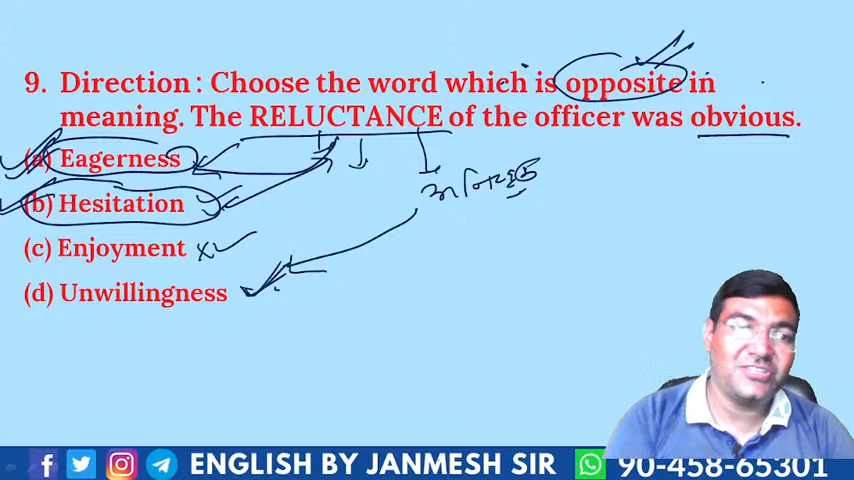 9. Direction : Choose the word which is opposite in
meaning. The RELUCTANCE of the officer was obvious.
(a) Eagerness
(b) Hesitation
(c) Enjoyment
(d) Unwillingness
ENGLISH BY JANMESH SIR 90-458-65301